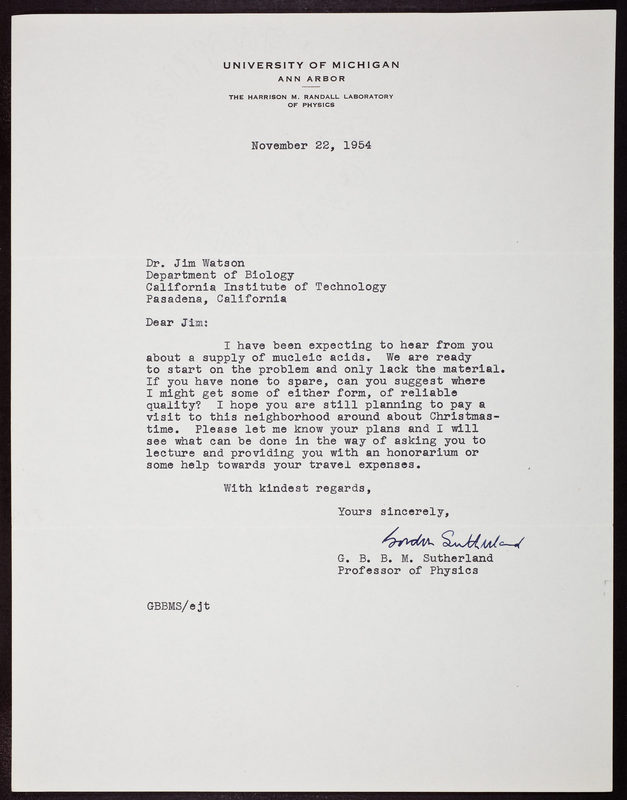 UNIVERSITY OF MICHIGAN
ANN ARBOR
THE HARRISON M. RANDALL LABORATORY
OF PHYSICS
November 22, 1954
Dr. Jim Watson
Department of Biology
California Institute of Technology
Pasadena, California
Dear Jim:
I have been expecting to hear from you
about a supply of mucleic acids.  We are ready
to start on the problem and only lack the material.
If you have none to spare, can you suggest where
I might get some of either form, of reliable
quality?  I hope you are still planning to pay a
visit to this neighborhood around about Christmas-
time.  Please let me know your plans and I will
see what can be done in the way of asking you to
lecture and providing you with an honorarium or
some help towards your travel expenses.
With kindest regards,
Yours sincerely,
Gordon Sutherland
G. B. B. M. Sutherland
Professor of Physics
GBBMS/ejt